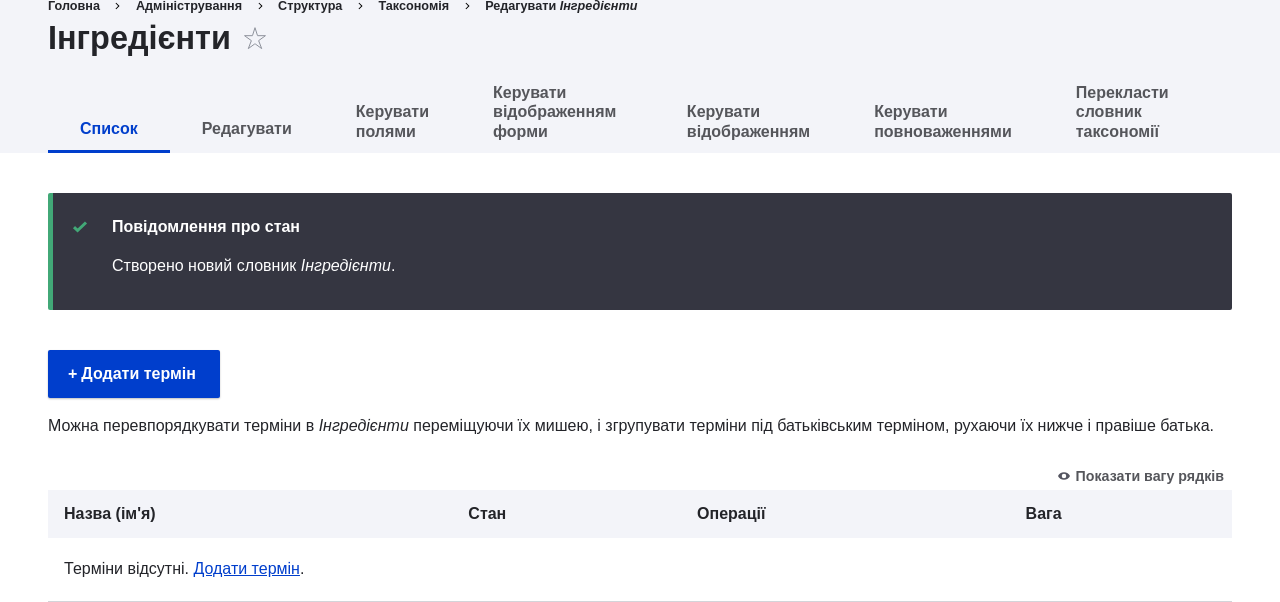 Головна > Адміністрування > Структура > Таксономія > Редагувати Інгредієнти
Інгредієнти ☆
Список
Редагувати
Керувати
полями
Керувати
відображенням
форми
Керувати
відображенням
Керувати
повноваженнями
Перекласти
словник
таксономії
Повідомлення про стан
Створено новий словник Інгредієнти.
+ Додати термін
Можна перевпорядкувати терміни в Інгредієнти переміщуючи їх мишею, і згрупувати терміни під батьківським терміном, рухаючи їх нижче і правіше батька.
Показати вагу рядків
Назва (ім'я) Стан Операції Вага
Терміни відсутні. Додати термін.